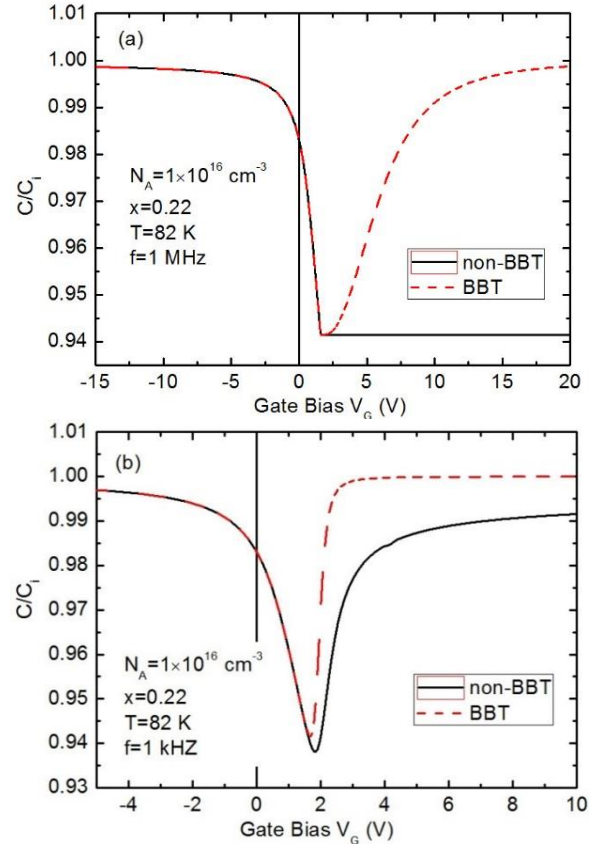 (a)
1.01
1.00
0.99
0.98
0.97
0.96
0.95
0.94
C/C_i
N_A=1×10^16 cm^-3
x=0.22
T=82 K
f=1 MHz
non-BBT
BBT
-15 -10 -5 0 5 10 15 20
Gate Bias V_G (V)
(b)
1.01
1.00
0.99
0.98
0.97
0.96
0.95
0.94
0.93
C/C_i
N_A=1×10^16 cm^-3
x=0.22
T=82 K
f=1 kHZ
non-BBT
BBT
-4 -2 0 2 4 6 8 10
Gate Bias V_G (V)